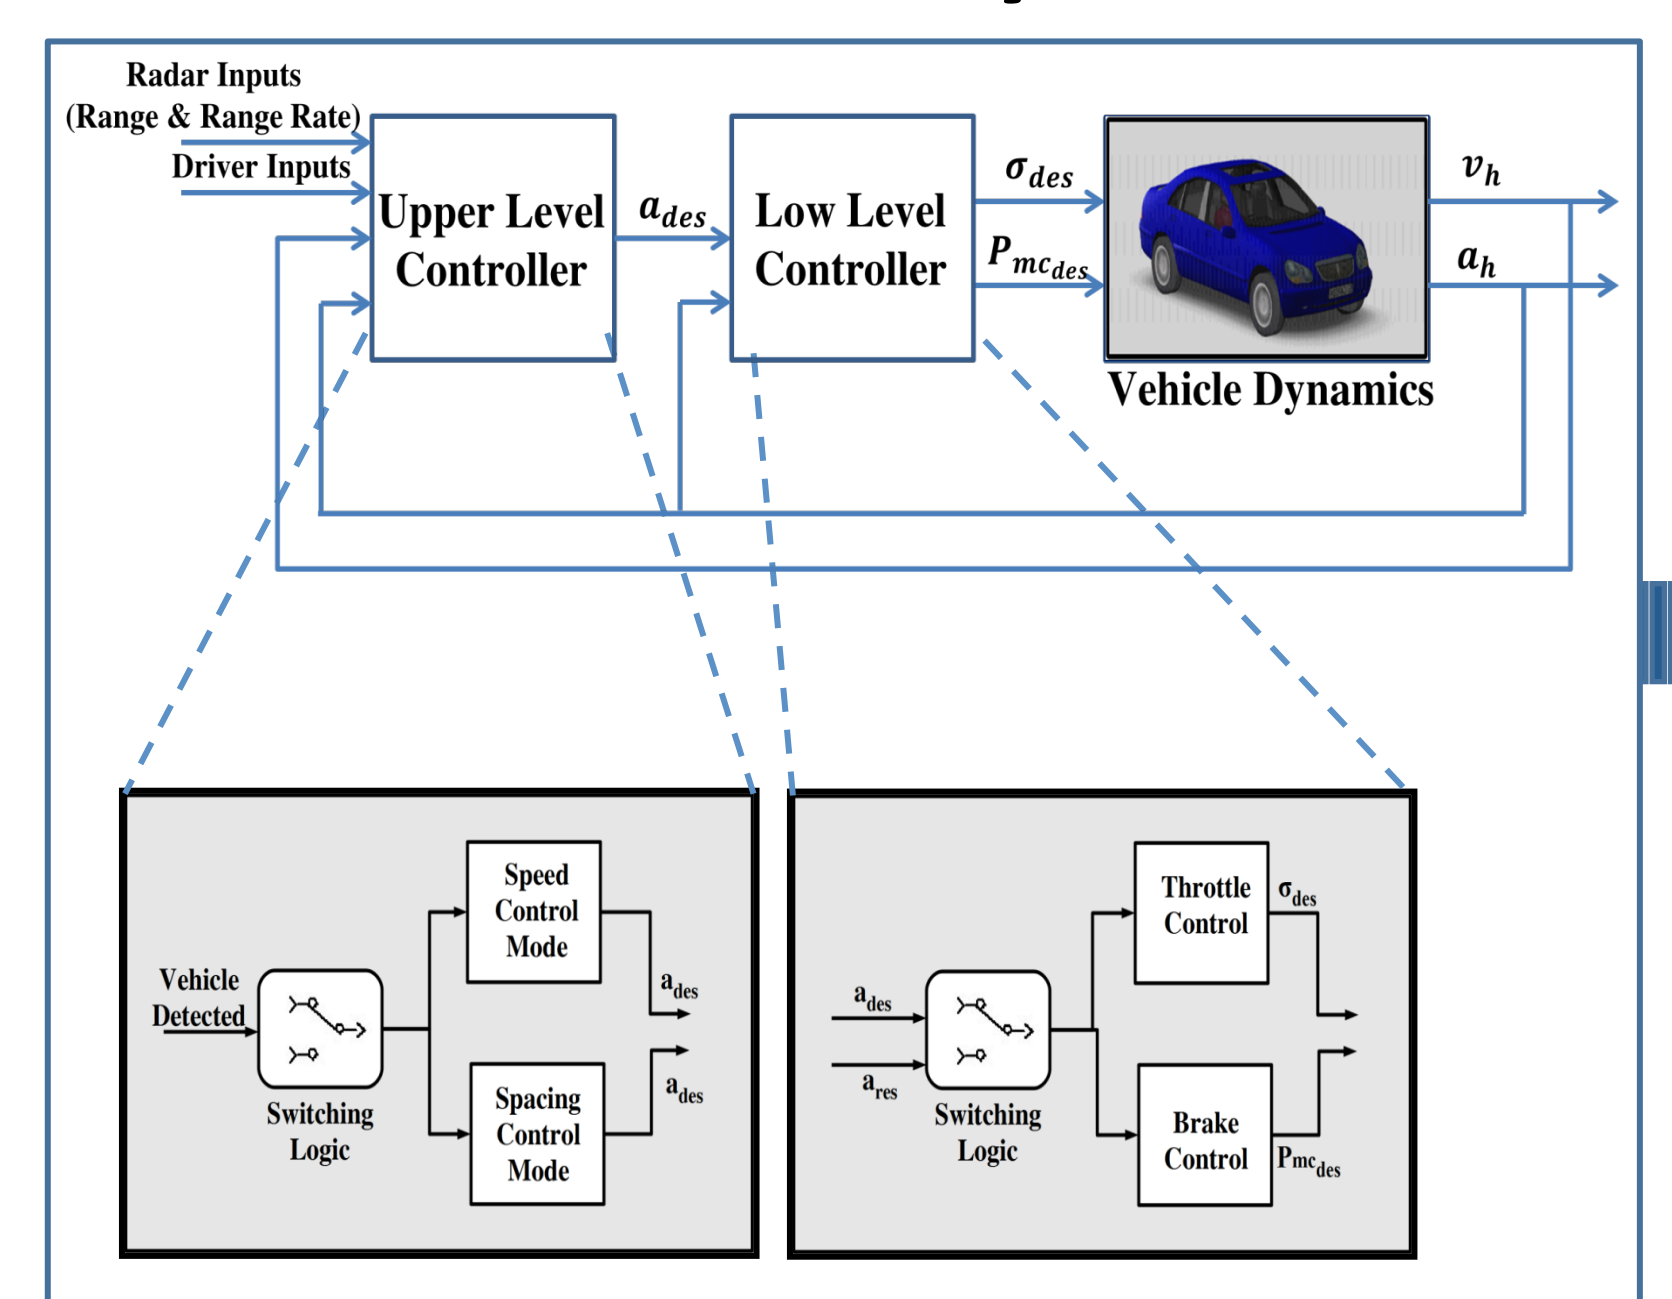 Radar Inputs
(Range & Range Rate)
Driver Inputs
Upper Level
Controller
a_des
Low Level
Controller
σ_des
P_mc_des
v_h
a_h
Vehicle Dynamics
Vehicle
Detected
Switching
Logic
Speed
Control
Mode
a_des
Spacing
Control
Mode
a_des
a_des
a_res
Switching
Logic
Throttle
Control
σ_des
Brake
Control
Pmc_des